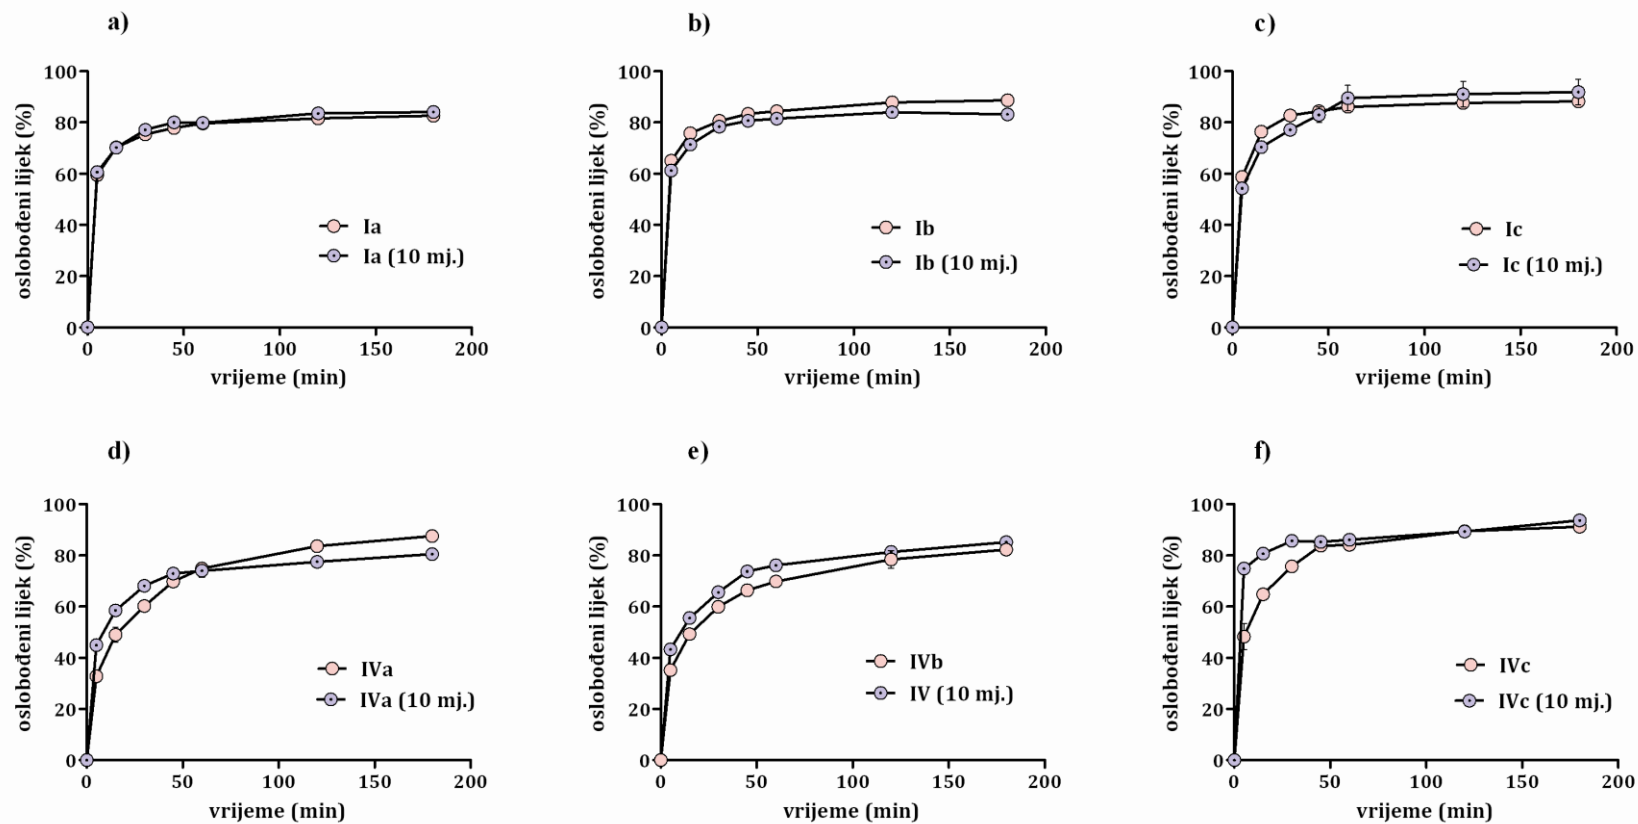 a)
oslobođeni lijek (%)
100
80
60
40
20
0
0 50 100 150 200
vrijeme (min)
Ia
Ia (10 mj.)
b)
oslobođeni lijek (%)
100
80
60
40
20
0
0 50 100 150 200
vrijeme (min)
Ib
Ib (10 mj.)
c)
oslobođeni lijek (%)
100
80
60
40
20
0
0 50 100 150 200
vrijeme (min)
Ic
Ic (10 mj.)
d)
oslobođeni lijek (%)
100
80
60
40
20
0
0 50 100 150 200
vrijeme (min)
IVa
IVa (10 mj.)
e)
oslobođeni lijek (%)
100
80
60
40
20
0
0 50 100 150 200
vrijeme (min)
IVb
IV (10 mj.)
f)
oslobođeni lijek (%)
100
80
60
40
20
0
0 50 100 150 200
vrijeme (min)
IVc
IVc (10 mj.)